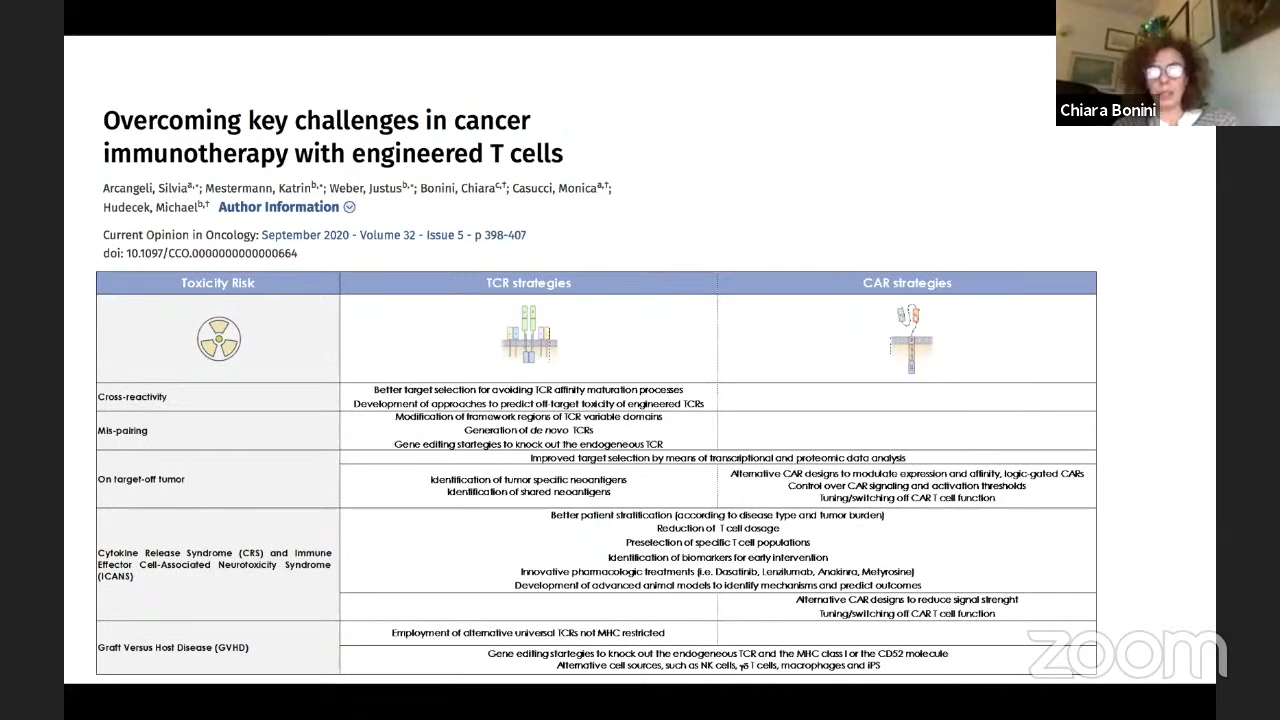 Chiara Bonini
Overcoming key challenges in cancer
immunotherapy with engineered T cells
Arcangeli, Silviaa,*; Mestermann, Katrinb,*; Weber, Justusb,*; Bonini, Chiarac,†; Casucci, Monicaa,†;
Hudecek, Michaelb,† Author Information
Current Opinion in Oncology: September 2020 - Volume 32 - Issue 5 - p 398-407
doi: 10.1097/CCO.0000000000000664
Toxicity Risk TCR strategies CAR strategies
Cross-reactivity
Better target selection for avoiding TCR affinity maturation processes
Development of approaches to predict off-target toxicity of engineered TCRs
Mis-pairing
Modification of framework regions of TCR variable domains
Generation of de novo TCRs
Gene editing startegies to knock out the endogeneous TCR
On target-off tumor
Improved target selection by means of transcriptional and proteomic data analysis
Identification of tumor specific neoantigens
Identification of shared neoantigens
Alternative CAR designs to modulate expression and affinity, logic-gated CARs
Control over CAR signaling and activation thresholds
Tuning/switching off CAR T cell function
Cytokine Release Syndrome (CRS) and Immune
Effector Cell-Associated Neurotoxicity Syndrome
(ICANS)
Better patient stratification (according to disease type and tumor burden)
Reduction of T cell dosage
Preselection of specific T cell populations
Identification of biomarkers for early intervention
Innovative pharmacologic treatments (i.e. Dasatinib, Lenzilumab, Anakinra, Metyrosine)
Development of advanced animal models to identify mechanisms and predict outcomes
Alternative CAR designs to reduce signal strenght
Tuning/switching off CAR T cell function
Graft Versus Host Disease (GVHD)
Employment of alternative universal TCRs not MHC restricted
Gene editing startegies to knock out the endogeneous TCR and the MHC class I or the CD52 molecule
Alternative cell sources, such as NK cells, γδ T cells, macrophages and iPS
zoom